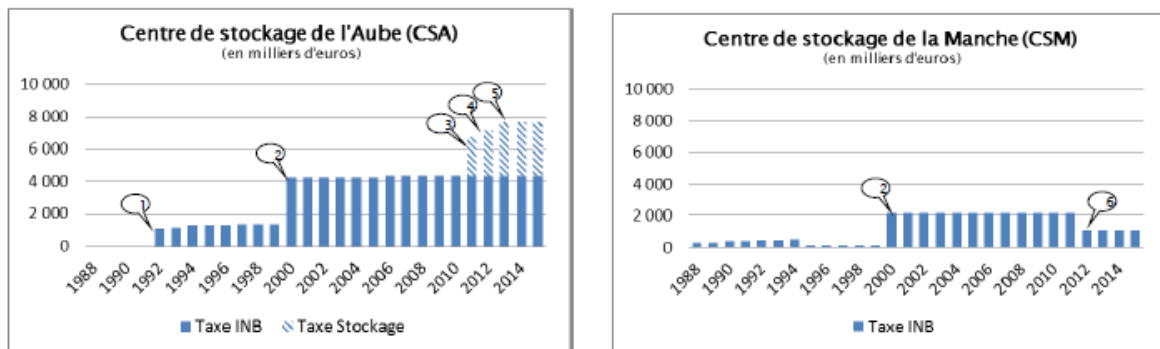 Centre de stockage de l'Aube (CSA)
(en milliers d'euros)
10 000
8 000
6 000
4 000
2 000
0
1
2
3
4
5
1988 1990 1992 1994 1996 1998 2000 2002 2004 2006 2008 2010 2012 2014
Taxe INB Taxe Stockage
Centre de stockage de la Manche (CSM)
(en milliers d'euros)
10 000
8 000
6 000
4 000
2 000
0
2
6
1988 1990 1992 1994 1996 1998 2000 2002 2004 2006 2008 2010 2012 2014
Taxe INB